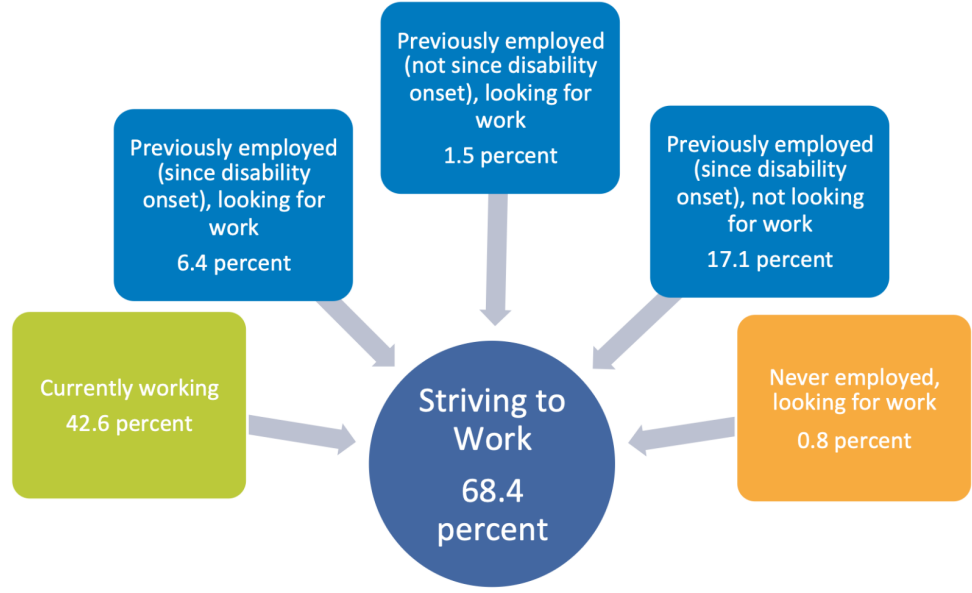 Previously employed
(not since disability
onset), looking for
work
1.5 percent
Previously employed
(since disability
onset), looking for
work
6.4 percent
Previously employed
(since disability
onset), not looking
for work
17.1 percent
Currently working
42.6 percent
Never employed,
looking for work
0.8 percent
Striving to
Work
68.4
percent